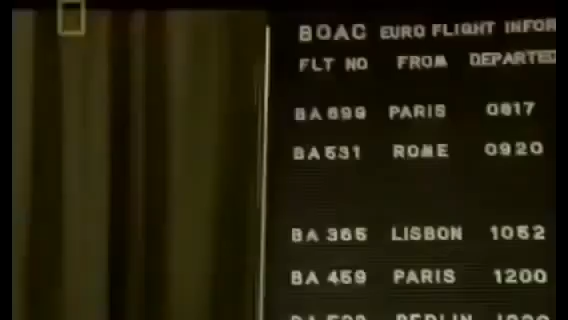 BOAC EURO FLIGHT INFOR
FLT NO FROM DEPARTED
BA 699 PARIS 0817
BA 531 ROME 0920
BA 365 LISBON 1052
BA 459 PARIS 1200
BERLIN